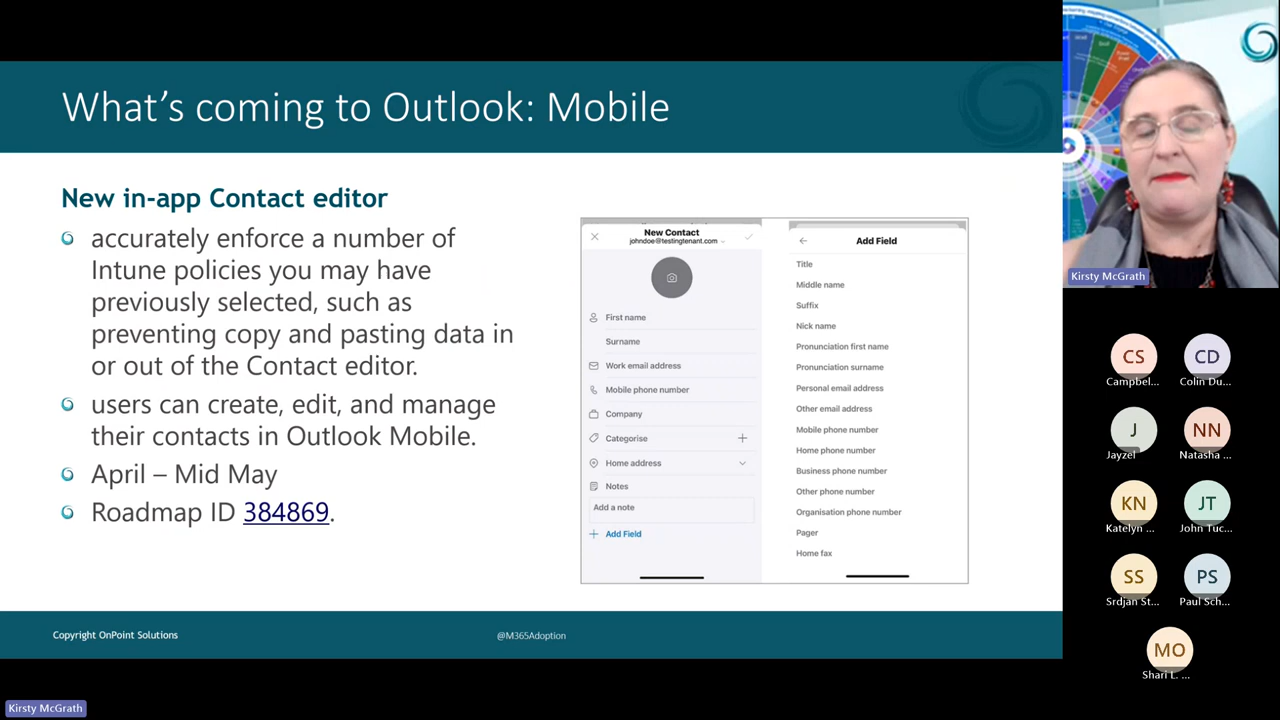 What's coming to Outlook: Mobile
New in-app Contact editor
accurately enforce a number of
Intune policies you may have
previously selected, such as
preventing copy and pasting data in
or out of the Contact editor.
users can create, edit, and manage
their contacts in Outlook Mobile.
April – Mid May
Roadmap ID 384869.
New Contact
johndoe@testingtenant.com
First name
Surname
Work email address
Mobile phone number
Company
Categorise
Home address
Notes
Add a note
Add Field
Add Field
Title
Middle name
Suffix
Nick name
Pronunciation first name
Pronunciation surname
Personal email address
Other email address
Mobile phone number
Home phone number
Business phone number
Other phone number
Organisation phone number
Pager
Home fax
Copyright OnPoint Solutions
@M365Adoption
Kirsty McGrath
Kirsty McGrath
CS
Campbel...
CD
Colin Du...
J
Jayzel
NN
Natasha ...
KN
Katelyn ...
JT
John Tuc...
SS
Srdjan St...
PS
Paul Sch...
MO
Shari L. ...